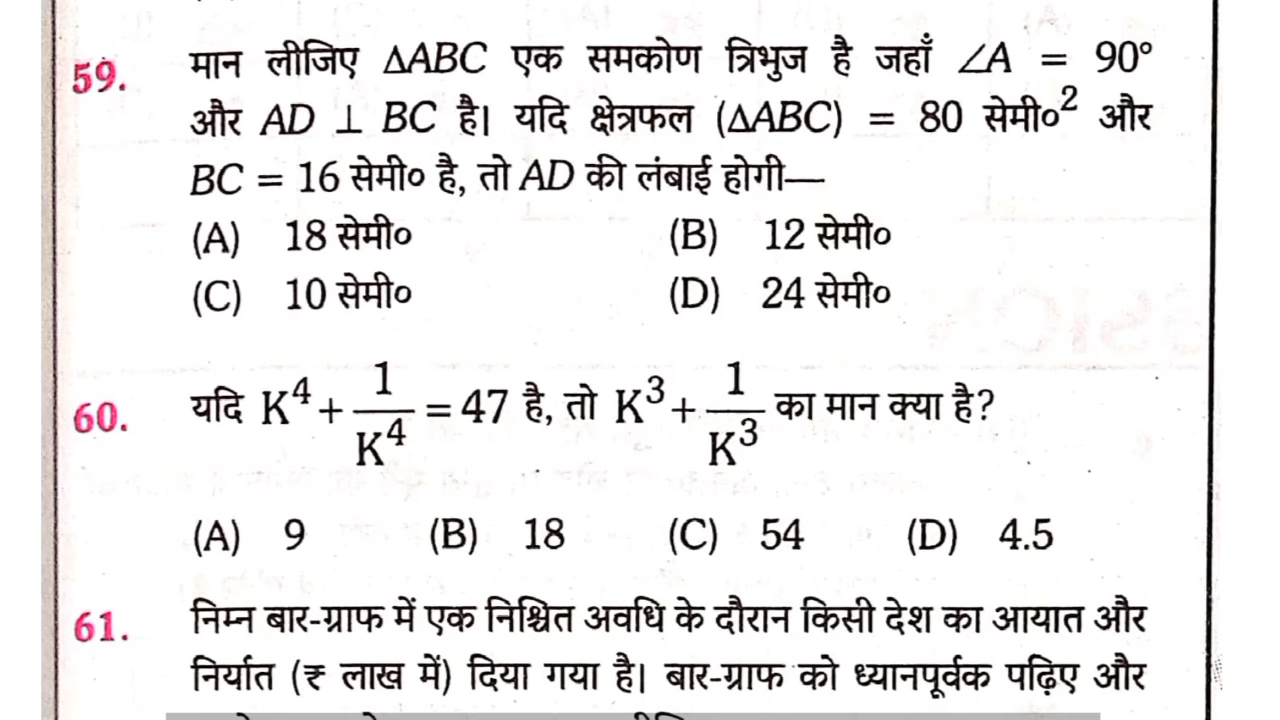 59. मान लीजिए ΔABC एक समकोण त्रिभुज है जहाँ ∠A = 90°
और AD ⊥ BC है। यदि क्षेत्रफल (ΔABC) = 80 सेमी०² और
BC = 16 सेमी० है, तो AD की लंबाई होगी—
(A) 18 सेमी० (B) 12 सेमी०
(C) 10 सेमी० (D) 24 सेमी०
60. यदि K⁴ + 1/K⁴ = 47 है, तो K³ + 1/K³ का मान क्या है?
(A) 9 (B) 18 (C) 54 (D) 4.5
61. निम्न बार-ग्राफ में एक निश्चित अवधि के दौरान किसी देश का आयात और
निर्यात (₹ लाख में) दिया गया है। बार-ग्राफ को ध्यानपूर्वक पढ़िए और